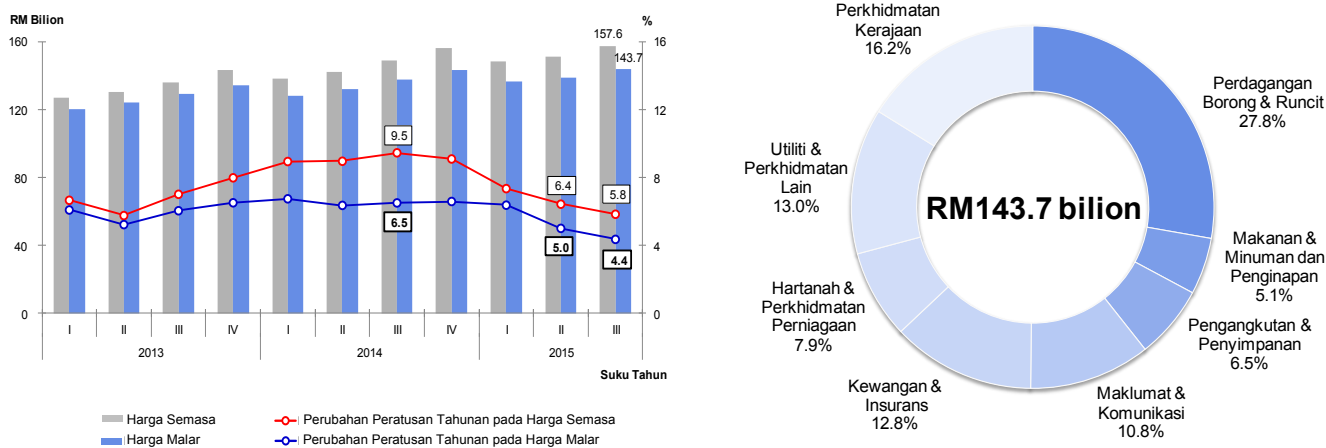 RM Bilion
%
160
120
80
40
0
16
12
8
4
0
157.6
143.7
9.5
6.4
5.8
6.5
5.0
4.4
I II III IV I II III IV I II III
2013 2014 2015
Suku Tahun
Harga Semasa
Perubahan Peratusan Tahunan pada Harga Semasa
Harga Malar
Perubahan Peratusan Tahunan pada Harga Malar
Perkhidmatan
Kerajaan
16.2%
Perdagangan
Borong & Runcit
27.8%
Utiliti &
Perkhidmatan
Lain
13.0%
RM143.7 bilion
Makanan &
Minuman dan
Penginapan
5.1%
Hartanah &
Perkhidmatan
Perniagaan
7.9%
Pengangkutan &
Penyimpanan
6.5%
Kewangan &
Insurans
12.8%
Maklumat &
Komunikasi
10.8%